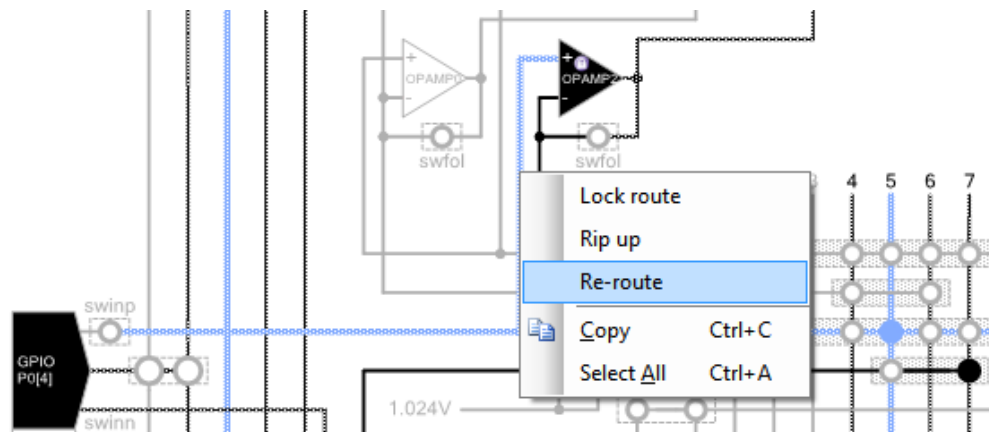 +
OPAMP0
-
swfol
+
OPAMP2
-
swfol
Lock route
Rip up
Re-route
Copy Ctrl+C
Select All Ctrl+A
4 5 6 7
swinp
GPIO
P0[4]
swinn
1.024V